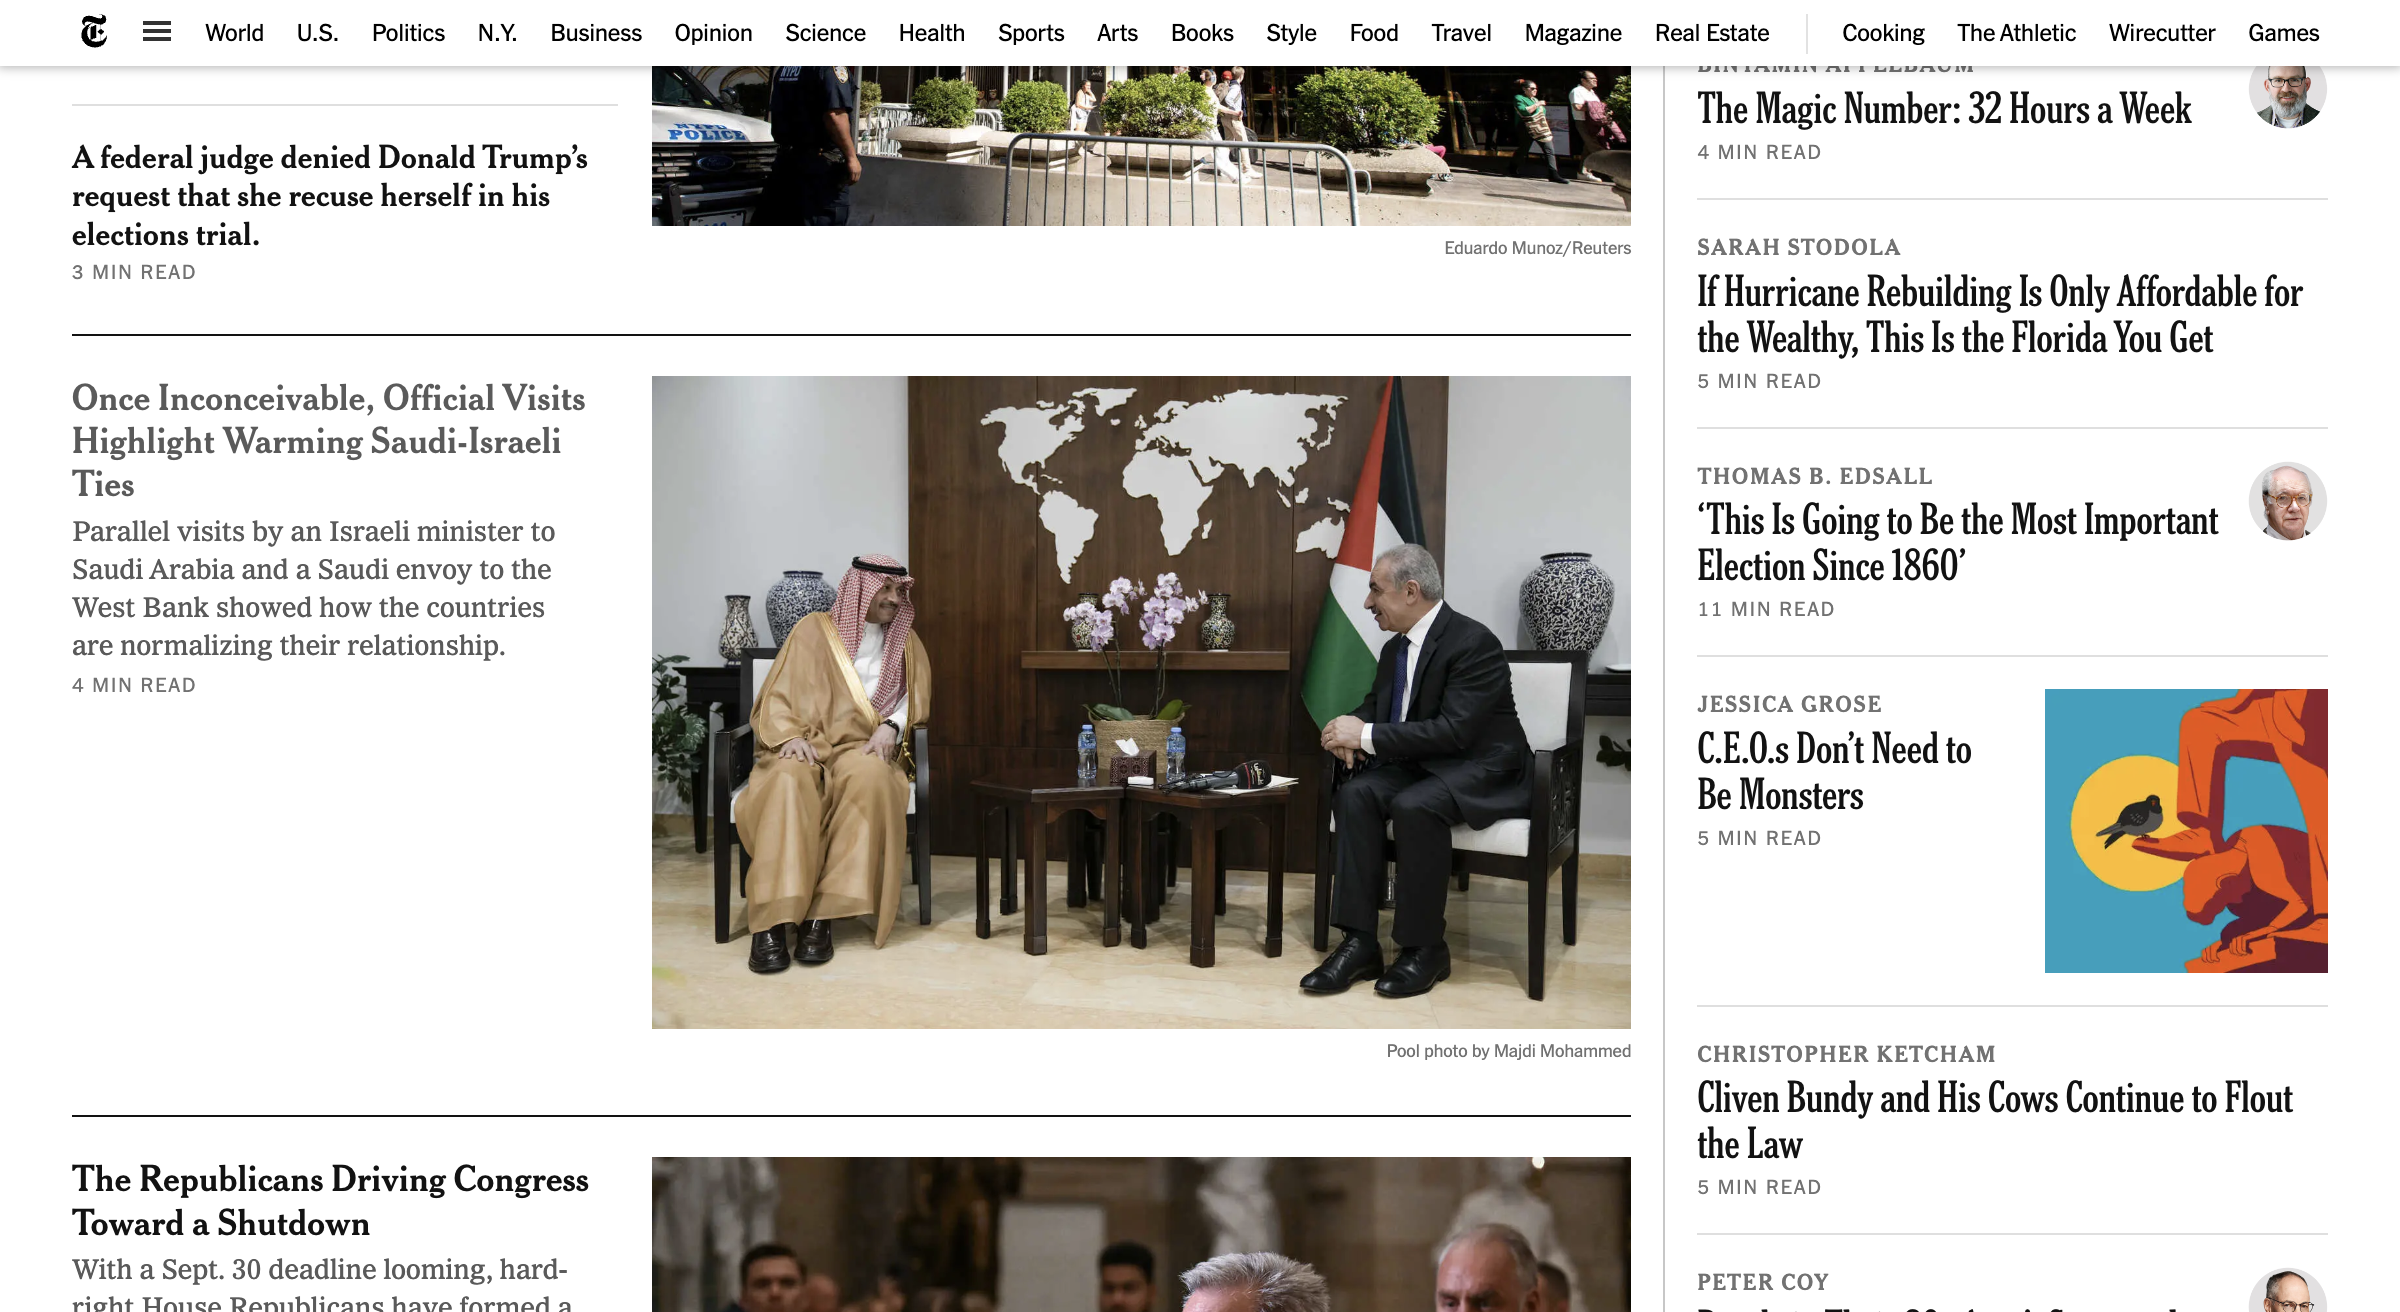 World U.S. Politics N.Y. Business Opinion Science Health Sports Arts Books Style Food Travel Magazine Real Estate Cooking The Athletic Wirecutter Games
NYPD
NYPD
POLICE
A federal judge denied Donald Trump’s
request that she recuse herself in his
elections trial.
3 MIN READ
Eduardo Munoz/Reuters
Once Inconceivable, Official Visits
Highlight Warming Saudi-Israeli
Ties
Parallel visits by an Israeli minister to
Saudi Arabia and a Saudi envoy to the
West Bank showed how the countries
are normalizing their relationship.
4 MIN READ
Pool photo by Majdi Mohammed
The Republicans Driving Congress
Toward a Shutdown
With a Sept. 30 deadline looming, hard-
right House Republicans have formed a
BINYAMIN APPLEBAUM
The Magic Number: 32 Hours a Week
4 MIN READ
SARAH STODOLA
If Hurricane Rebuilding Is Only Affordable for
the Wealthy, This Is the Florida You Get
5 MIN READ
THOMAS B. EDSALL
‘This Is Going to Be the Most Important
Election Since 1860’
11 MIN READ
JESSICA GROSE
C.E.O.s Don’t Need to
Be Monsters
5 MIN READ
CHRISTOPHER KETCHAM
Cliven Bundy and His Cows Continue to Flout
the Law
5 MIN READ
PETER COY